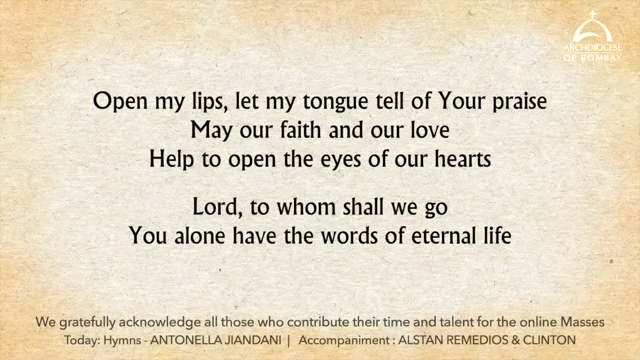 ARCHDIOCESE
OF BOMBAY
Open my lips, let my tongue tell of Your praise
May our faith and our love
Help to open the eyes of our hearts
Lord, to whom shall we go
You alone have the words of eternal life
We gratefully acknowledge all those who contribute their time and talent for the online Masses
Today: Hymns - ANTONELLA JIANDANI | Accompaniment : ALSTAN REMEDIOS & CLINTON